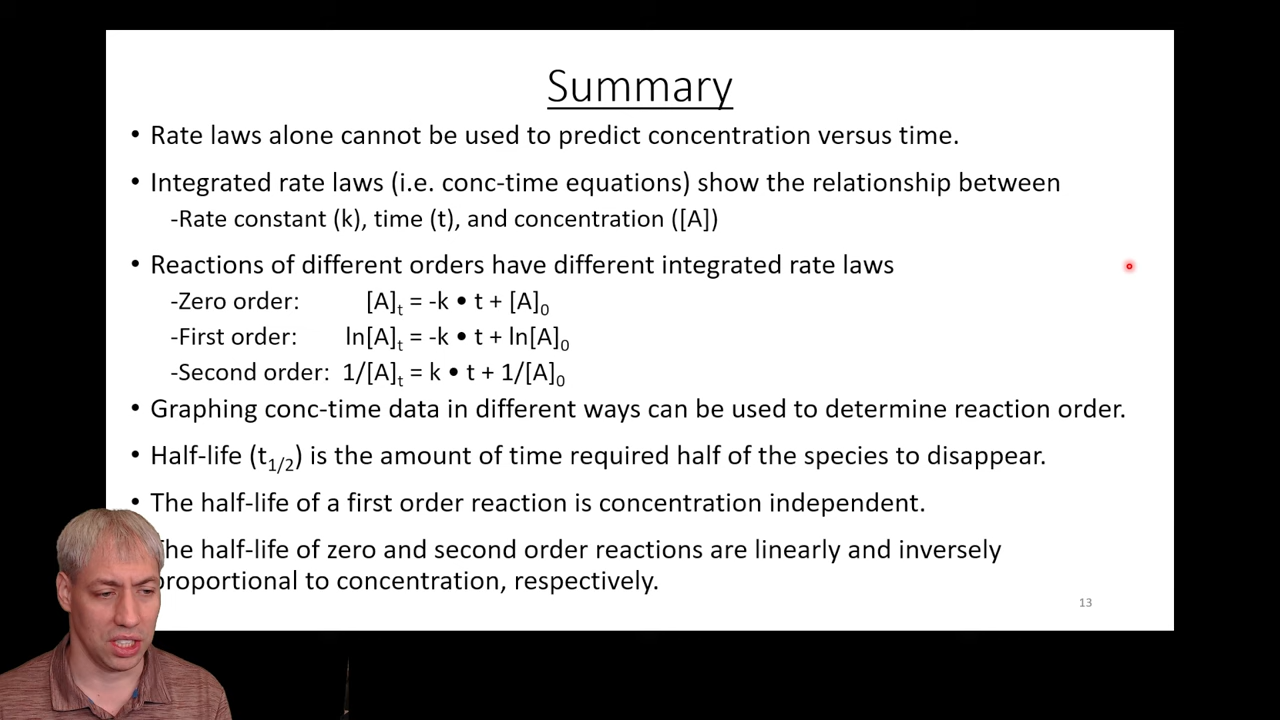 Summary
• Rate laws alone cannot be used to predict concentration versus time.
• Integrated rate laws (i.e. conc-time equations) show the relationship between
-Rate constant (k), time (t), and concentration ([A])
• Reactions of different orders have different integrated rate laws
-Zero order: [A]t = -k • t + [A]0
-First order: ln[A]t = -k • t + ln[A]0
-Second order: 1/[A]t = k • t + 1/[A]0
• Graphing conc-time data in different ways can be used to determine reaction order.
• Half-life (t1/2) is the amount of time required half of the species to disappear.
• The half-life of a first order reaction is concentration independent.
The half-life of zero and second order reactions are linearly and inversely
proportional to concentration, respectively.
13